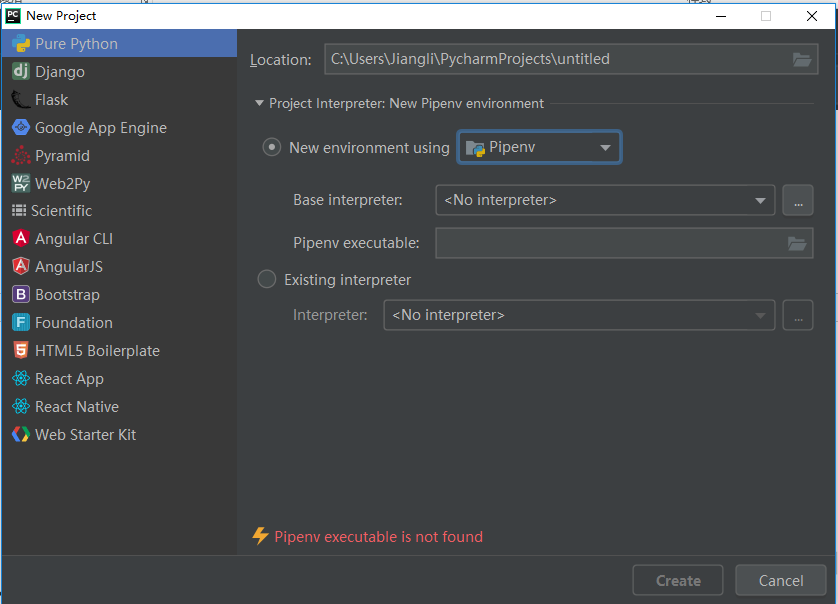 New Project
Pure Python
Django
Flask
Google App Engine
Pyramid
Web2Py
Scientific
Angular CLI
AngularJS
Bootstrap
Foundation
HTML5 Boilerplate
React App
React Native
Web Starter Kit
Location: C:\Users\Jiangli\PycharmProjects\untitled
Project Interpreter: New Pipenv environment
New environment using Pipenv
Base interpreter: <No interpreter> ...
Pipenv executable:
Existing interpreter
Interpreter: <No interpreter> ...
Pipenv executable is not found
Create Cancel